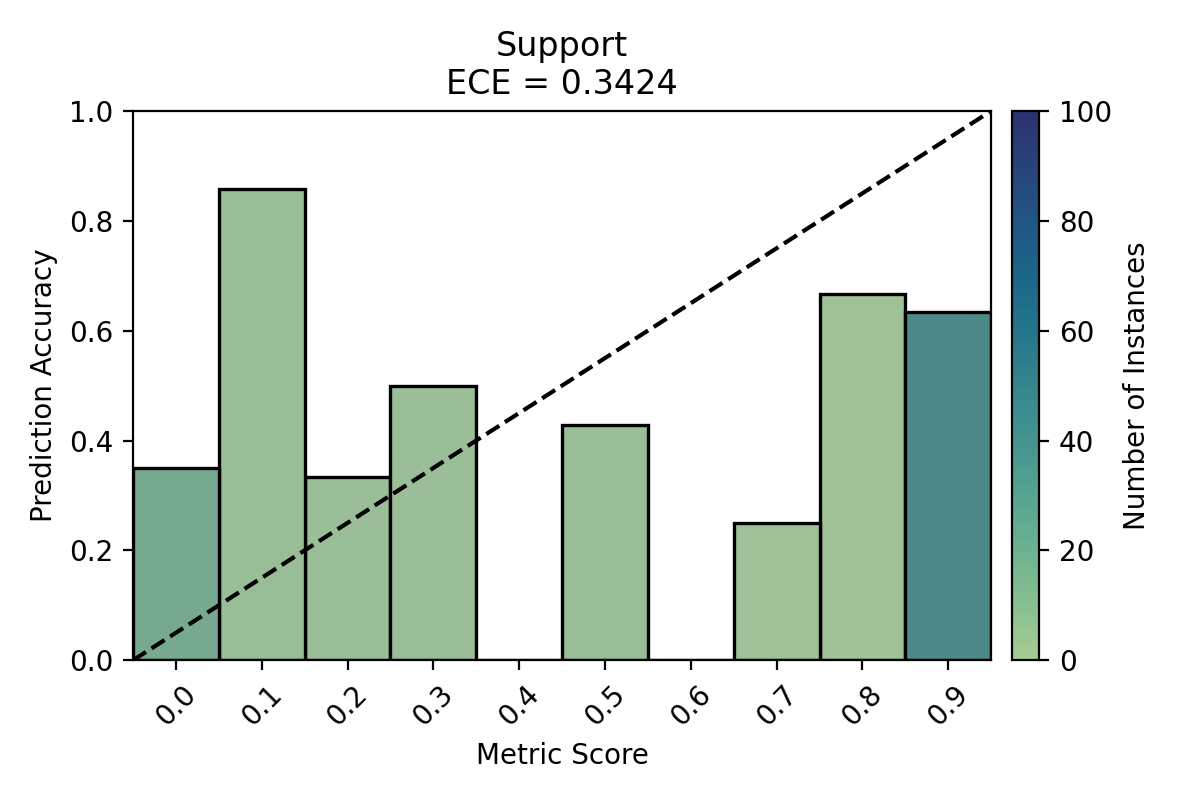 Support
ECE = 0.3424
1.0
0.8
0.6
0.4
0.2
0.0
Prediction Accuracy
0.0 0.1 0.2 0.3 0.4 0.5 0.6 0.7 0.8 0.9
Metric Score
100
80
60
40
20
0
Number of Instances